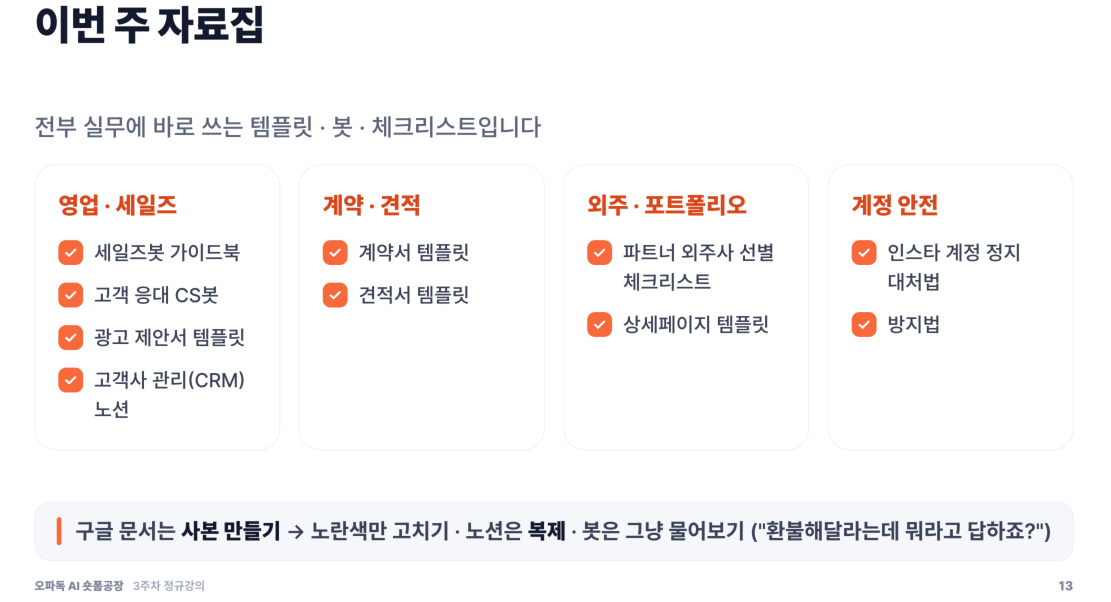 이번 주 자료집
전부 실무에 바로 쓰는 템플릿 · 봇 · 체크리스트입니다
영업 · 세일즈
세일즈봇 가이드북
고객 응대 CS봇
광고 제안서 템플릿
고객사 관리(CRM)
노션
계약 · 견적
계약서 템플릿
견적서 템플릿
외주 · 포트폴리오
파트너 외주사 선별
체크리스트
상세페이지 템플릿
계정 안전
인스타 계정 정지
대처법
방지법
구글 문서는 사본 만들기 → 노란색만 고치기 · 노션은 복제 · 봇은 그냥 물어보기 ("환불해달라는데 뭐라고 답하죠?")
오파독 AI 숏폼공장 3주차 정규강의
13